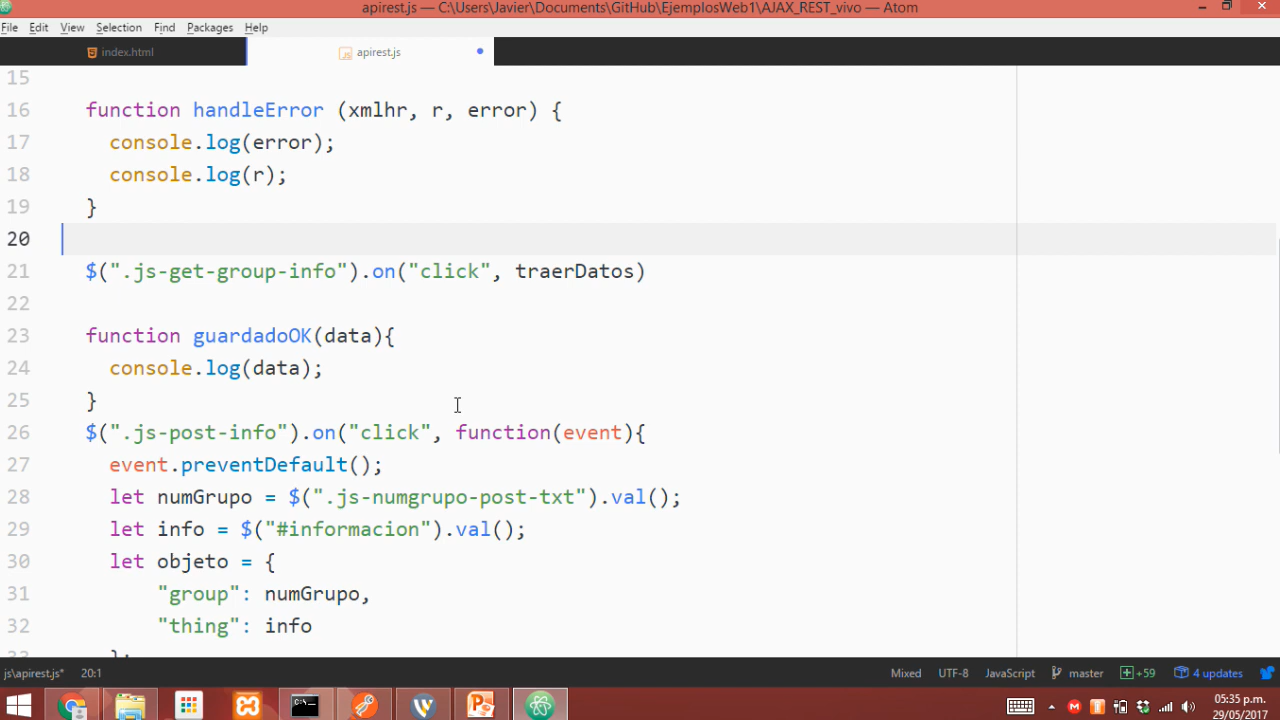 apirest.js — C:\Users\Javier\Documents\GitHub\EjemplosWeb1\AJAX_REST_vivo — Atom
File Edit View Selection Find Packages Help
index.html apirest.js
15
16 function handleError (xmlhr, r, error) {
17 console.log(error);
18 console.log(r);
19 }
20
21 $(".js-get-group-info").on("click", traerDatos)
22
23 function guardadoOK(data){
24 console.log(data);
25 }
26 $(".js-post-info").on("click", function(event){
27 event.preventDefault();
28 let numGrupo = $(".js-numgrupo-post-txt").val();
29 let info = $("#informacion").val();
30 let objeto = {
31 "group": numGrupo,
32 "thing": info
33 };
js\apirest.js* 20:1 Mixed UTF-8 JavaScript master +59 4 updates
05:35 p.m.
29/05/2017